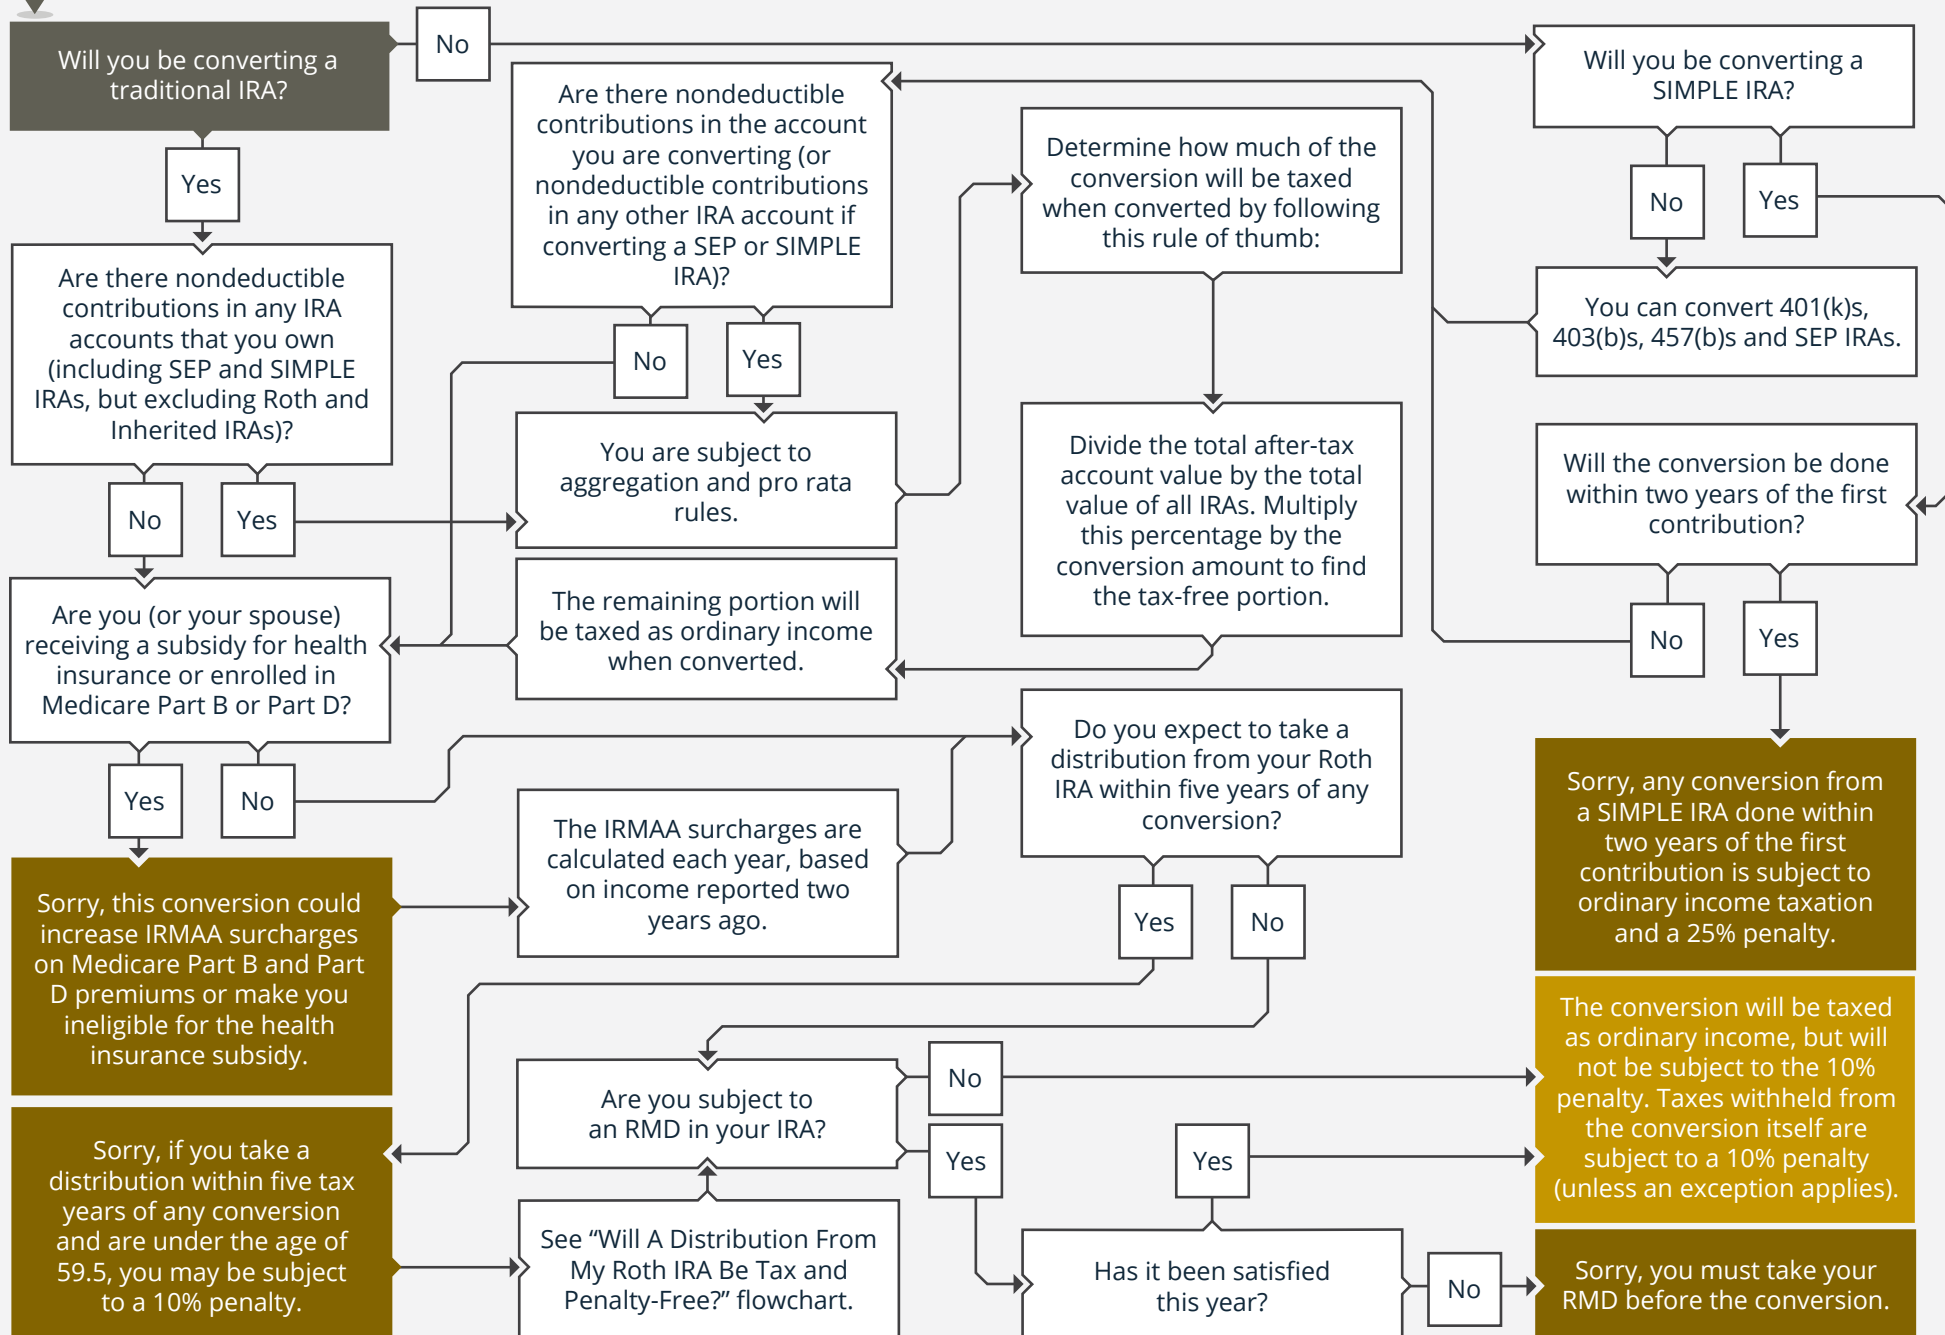 Will you be converting a
traditional IRA?
No
Yes
Are there nondeductible
contributions in any IRA
accounts that you own
(including SEP and SIMPLE
IRAs, but excluding Roth and
Inherited IRAs)?
No
Yes
Are you (or your spouse)
receiving a subsidy for health
insurance or enrolled in
Medicare Part B or Part D?
Yes
No
Sorry, this conversion could
increase IRMAA surcharges
on Medicare Part B and Part
D premiums or make you
ineligible for the health
insurance subsidy.
Sorry, if you take a
distribution within five tax
years of any conversion
and are under the age of
59.5, you may be subject
to a 10% penalty.
Are there nondeductible
contributions in the account
you are converting (or
nondeductible contributions
in any other IRA account if
converting a SEP or SIMPLE
IRA)?
No
Yes
You are subject to
aggregation and pro rata
rules.
The remaining portion will
be taxed as ordinary income
when converted.
The IRMAA surcharges are
calculated each year, based
on income reported two
years ago.
Are you subject to
an RMD in your IRA?
No
Yes
See “Will A Distribution From
My Roth IRA Be Tax and
Penalty-Free?” flowchart.
Determine how much of the
conversion will be taxed
when converted by following
this rule of thumb:
Divide the total after-tax
account value by the total
value of all IRAs. Multiply
this percentage by the
conversion amount to find
the tax-free portion.
Do you expect to take a
distribution from your Roth
IRA within five years of any
conversion?
Yes
No
Yes
Has it been satisfied
this year?
No
Will you be converting a
SIMPLE IRA?
No
Yes
You can convert 401(k)s,
403(b)s, 457(b)s and SEP IRAs.
Will the conversion be done
within two years of the first
contribution?
No
Yes
Sorry, any conversion from
a SIMPLE IRA done within
two years of the first
contribution is subject to
ordinary income taxation
and a 25% penalty.
The conversion will be taxed
as ordinary income, but will
not be subject to the 10%
penalty. Taxes withheld from
the conversion itself are
subject to a 10% penalty
(unless an exception applies).
Sorry, you must take your
RMD before the conversion.